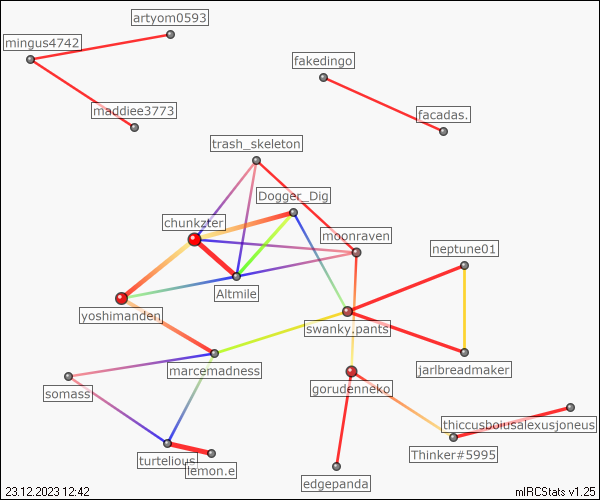 artyom0593
mingus4742
fakedingo
maddiee3773
facadas.
trash_skeleton
Dogger_Dig
chunkzter
moonraven
neptune01
Altmile
yoshimanden
swanky.pants
marcemadness
jarlbreadmaker
somass
gorudenneko
thiccusboiusalexusjoneus
Thinker#5995
turtelious
lemon.e
edgepanda
23.12.2023 12:42
mIRCStats v1.25